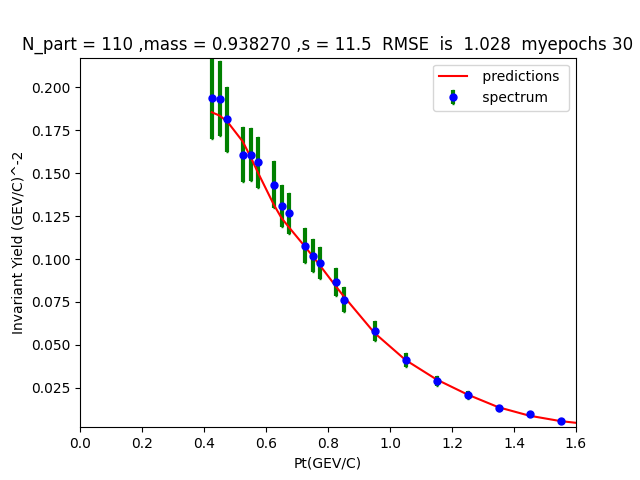 N_part = 110 ,mass = 0.938270 ,s = 11.5  RMSE  is  1.028  myepochs 30
predictions
spectrum
0.200
0.175
0.150
0.125
0.100
0.075
0.050
0.025
Invariant Yield (GEV/C)^-2
0.0 0.2 0.4 0.6 0.8 1.0 1.2 1.4 1.6
Pt(GEV/C)